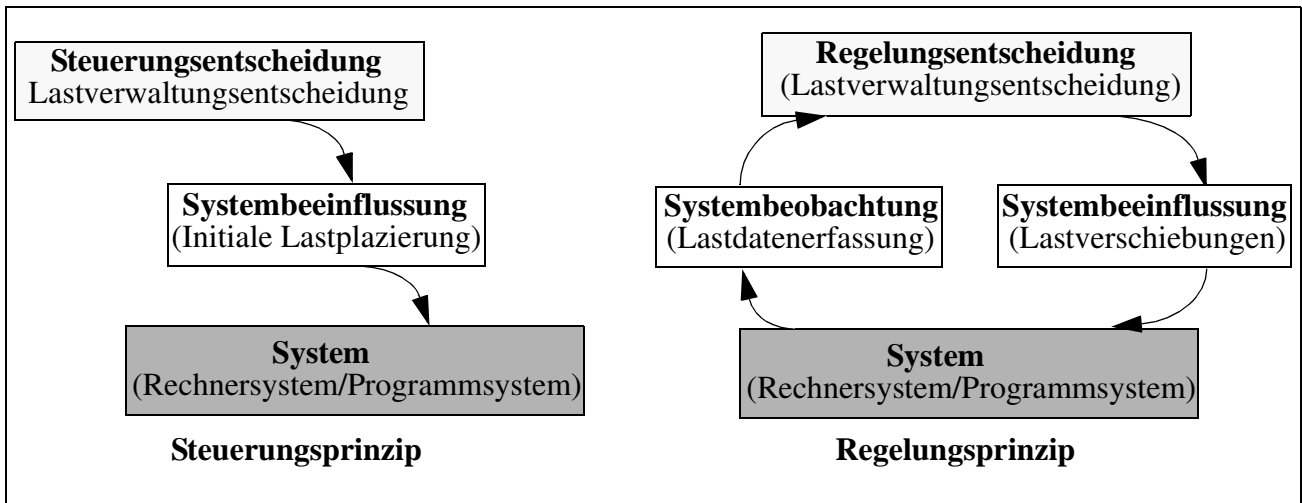 Steuerungsentscheidung
Lastverwaltungsentscheidung
Systembeeinflussung
(Initiale Lastplazierung)
System
(Rechnersystem/Programmsystem)
Steuerungsprinzip
Regelungsentscheidung
(Lastverwaltungsentscheidung)
Systembeobachtung
(Lastdatenerfassung)
Systembeeinflussung
(Lastverschiebungen)
System
(Rechnersystem/Programmsystem)
Regelungsprinzip